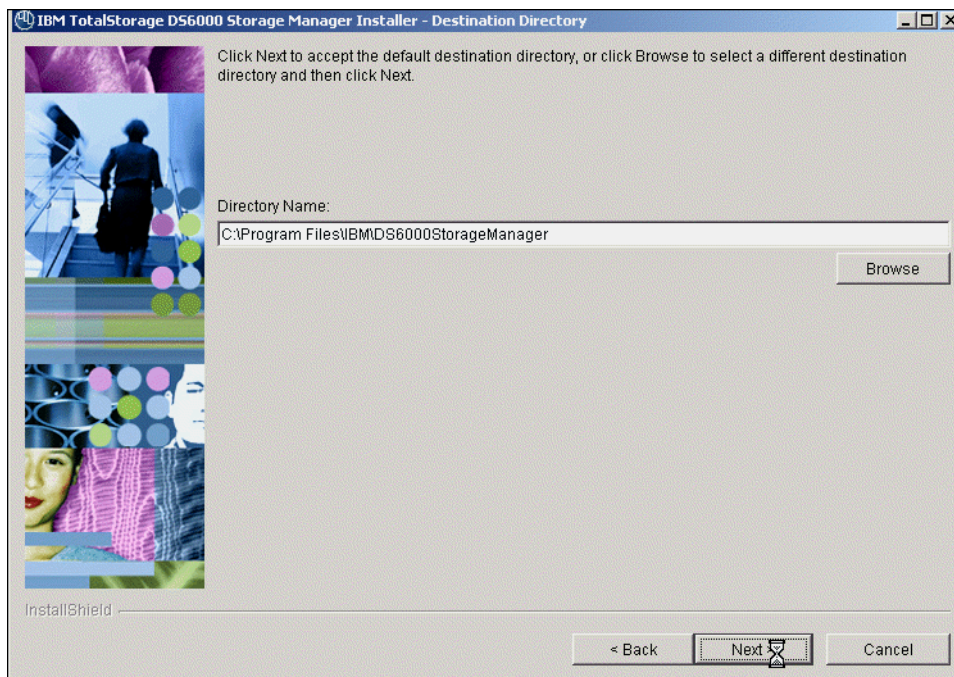 IBM TotalStorage DS6000 Storage Manager Installer - Destination Directory
Click Next to accept the default destination directory, or click Browse to select a different destination
directory and then click Next.
Directory Name:
C:\Program Files\IBM\DS6000StorageManager
Browse
InstallShield
< Back
Next >
Cancel